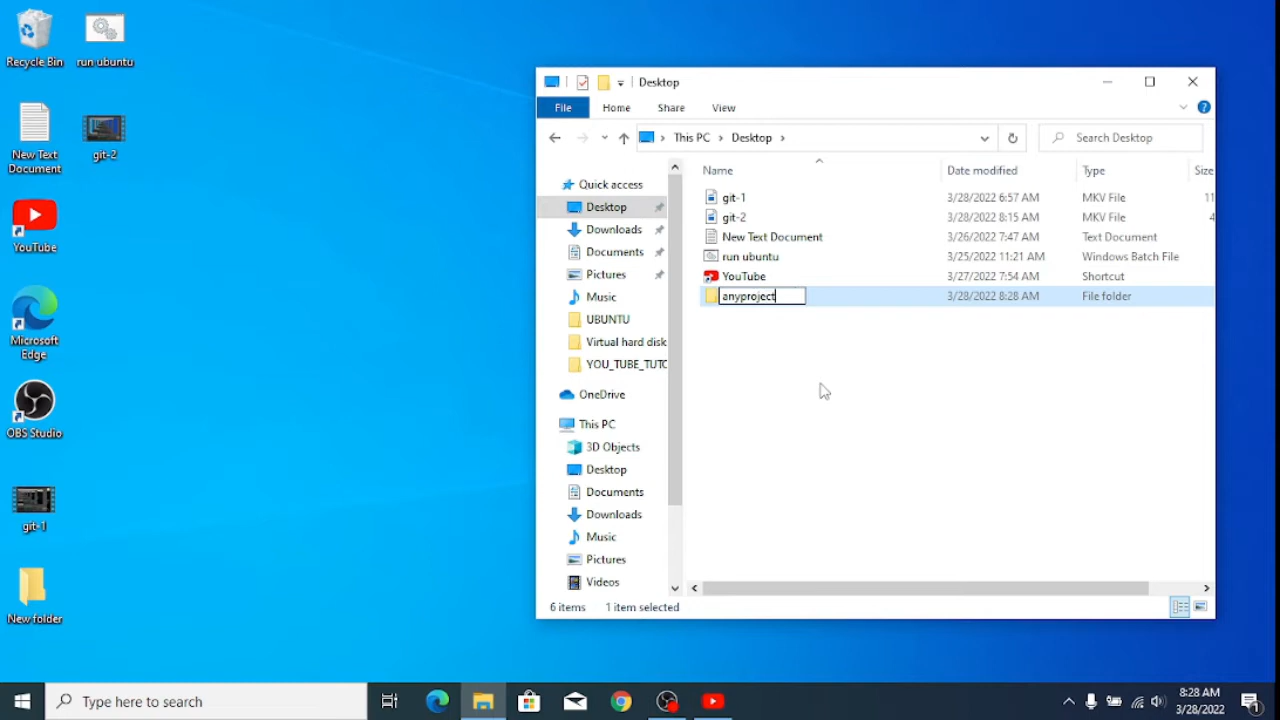 Recycle Bin
run ubuntu
New Text
Document
git-2
YouTube
Microsoft
Edge
OBS Studio
git-1
New folder
Desktop
File
Home
Share
View
This PC
Desktop
Search Desktop
Name
Date modified
Type
Size
Quick access
Desktop
Downloads
Documents
Pictures
Music
UBUNTU
Virtual hard disk
YOU_TUBE_TUTO
OneDrive
This PC
3D Objects
Desktop
Documents
Downloads
Music
Pictures
Videos
git-1 3/28/2022 6:57 AM MKV File 11
git-2 3/28/2022 8:15 AM MKV File 4
New Text Document 3/26/2022 7:47 AM Text Document
run ubuntu 3/25/2022 11:21 AM Windows Batch File
YouTube 3/27/2022 7:54 AM Shortcut
anyproject 3/28/2022 8:28 AM File folder
6 items 1 item selected
Type here to search
8:28 AM
3/28/2022
1